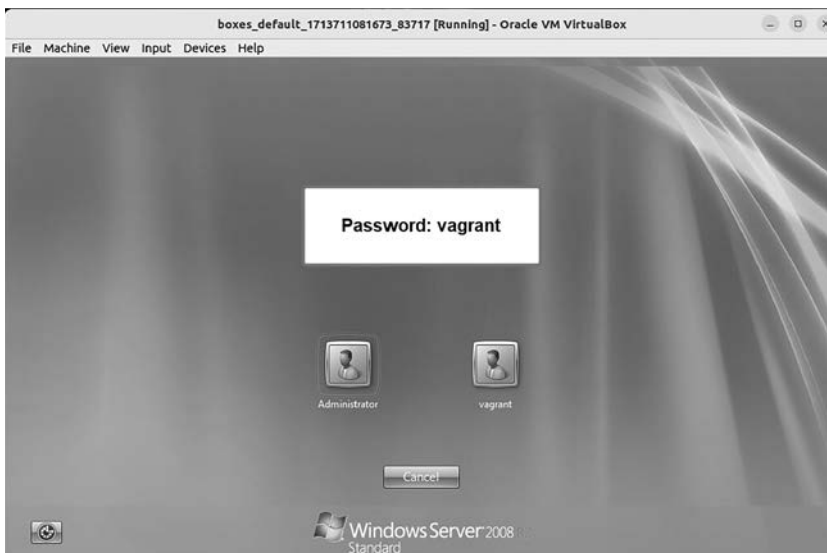 boxes_default_1713711081673_83717 [Running] - Oracle VM VirtualBox
File Machine View Input Devices Help
Password: vagrant
Administrator vagrant
Cancel
Windows Server 2008
Standard